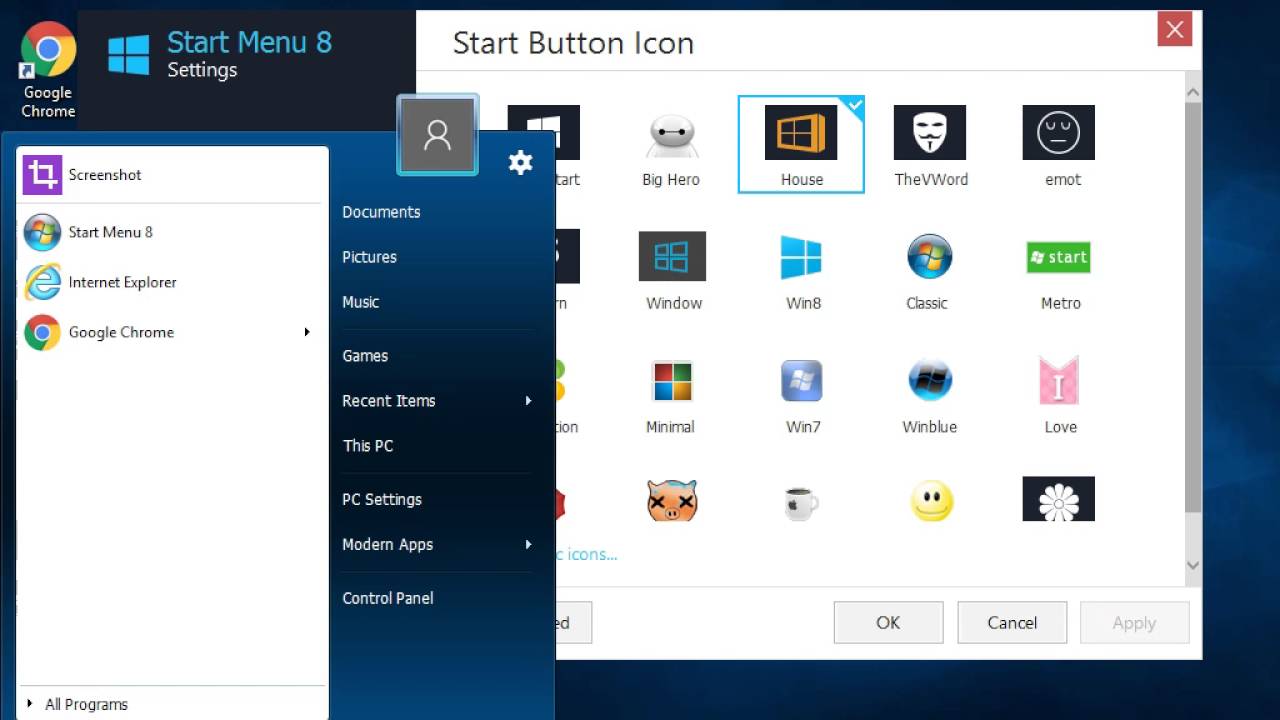 Google
Chrome
Start Menu 8
Settings
Start Button Icon
Screenshot
Start Menu 8
Internet Explorer
Google Chrome
All Programs
Documents
Pictures
Music
Games
Recent Items
This PC
PC Settings
Modern Apps
Control Panel
tart
Big Hero
House
TheVWord
emot
rn
Window
Win8
Classic
start
Metro
tion
Minimal
Win7
Winblue
I
Love
c icons...
ed
OK
Cancel
Apply